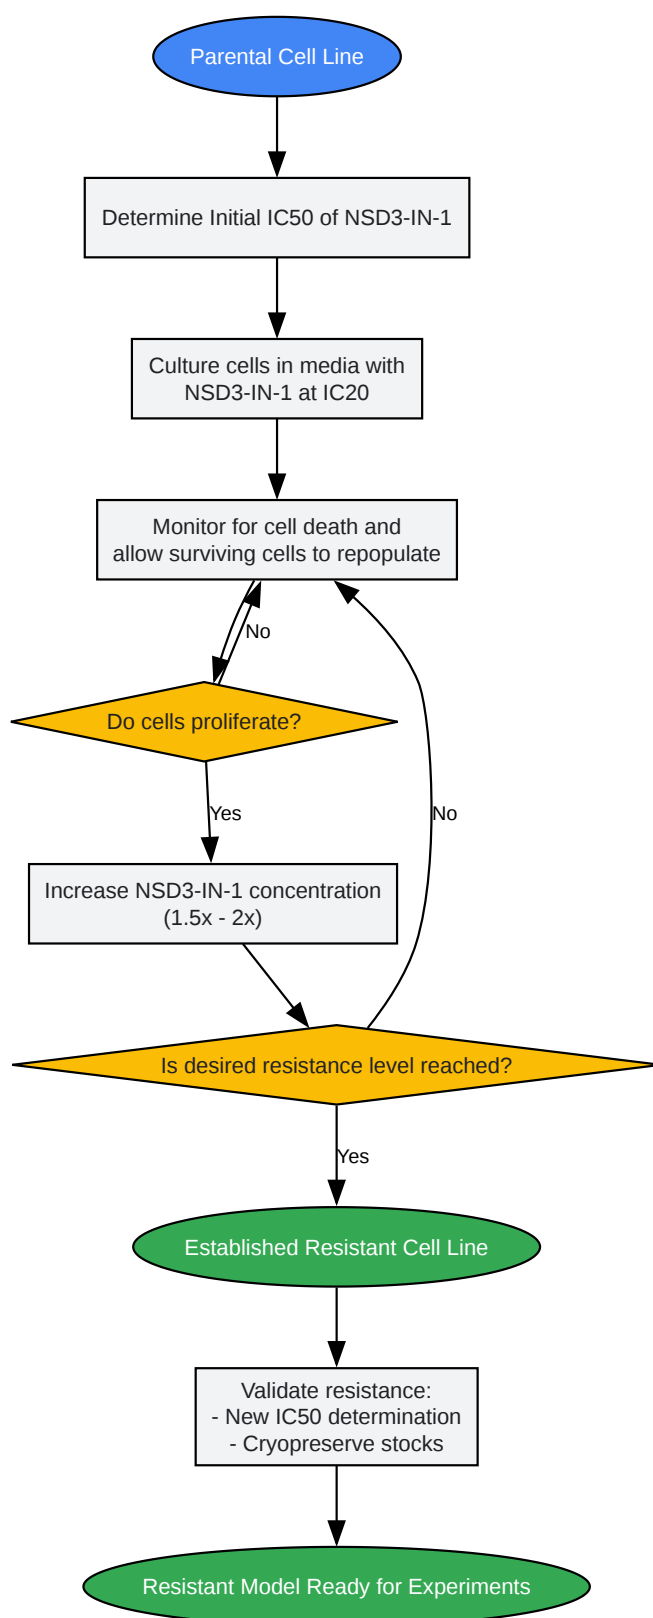 Parental Cell Line
Determine Initial IC50 of NSD3-IN-1
Culture cells in media with
NSD3-IN-1 at IC20
Monitor for cell death and
allow surviving cells to repopulate
No
Do cells proliferate?
Yes
No
Increase NSD3-IN-1 concentration
(1.5x - 2x)
Is desired resistance level reached?
Yes
Established Resistant Cell Line
Validate resistance:
- New IC50 determination
- Cryopreserve stocks
Resistant Model Ready for Experiments